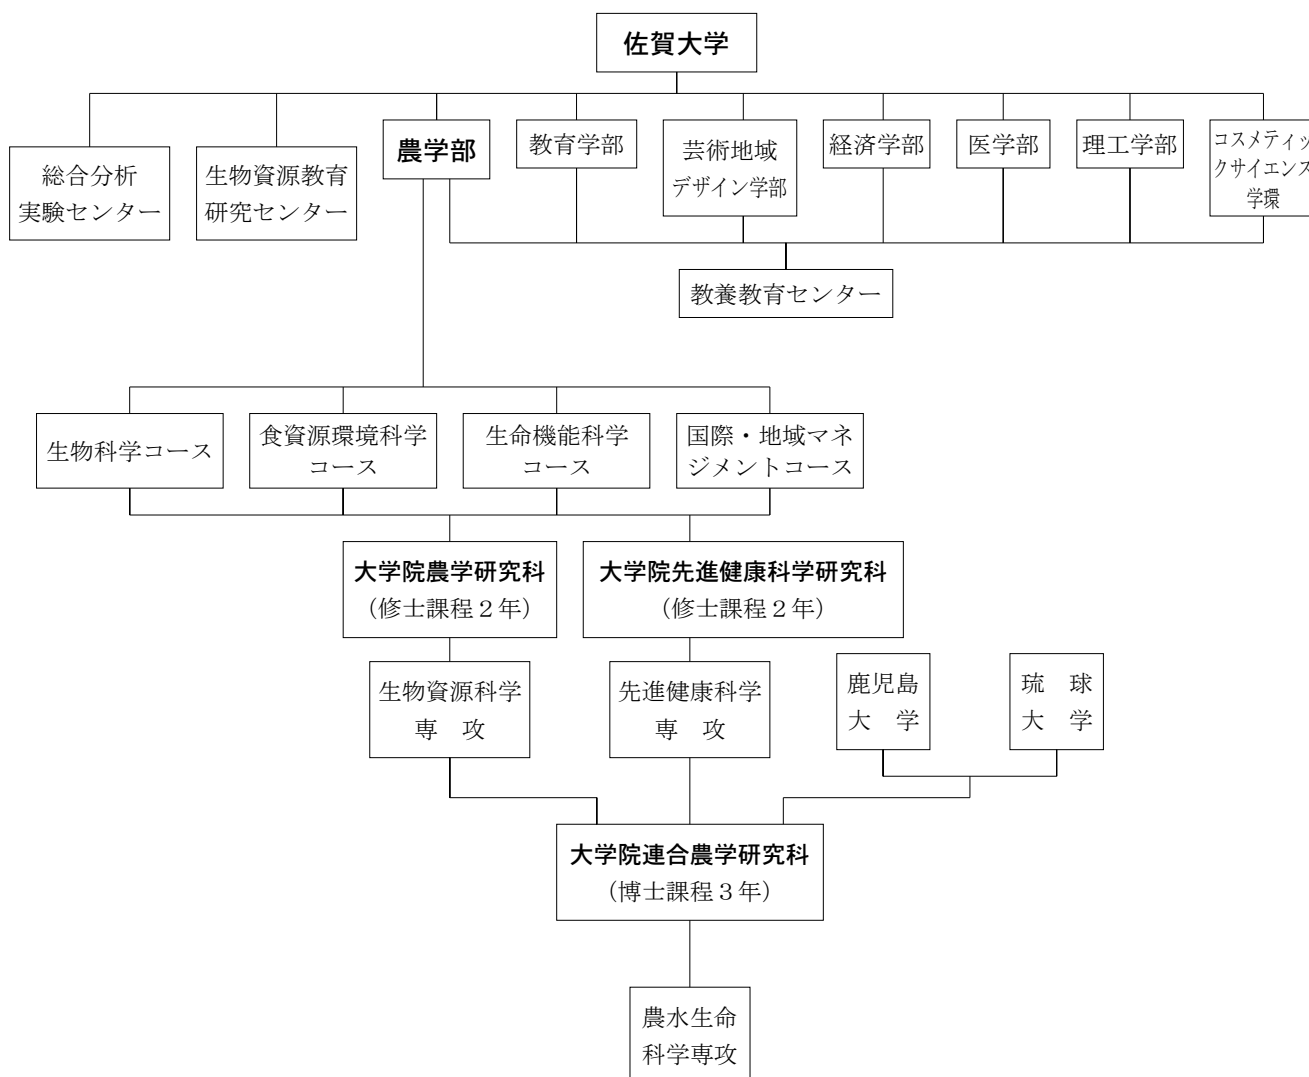 佐賀大学
総合分析
実験センター
生物資源教育
研究センター
農学部
教育学部
芸術地域
デザイン学部
経済学部
医学部
理工学部
コスメティッ
クサイエンス
学環
教養教育センター
生物科学コース
食資源環境科学
コース
生命機能科学
コース
国際・地域マネ
ジメントコース
大学院農学研究科
（修士課程２年）
大学院先進健康科学研究科
（修士課程２年）
生物資源科学
専　攻
先進健康科学
専　攻
鹿児島
大　学
琉　球
大　学
大学院連合農学研究科
（博士課程３年）
農水生命
科学専攻